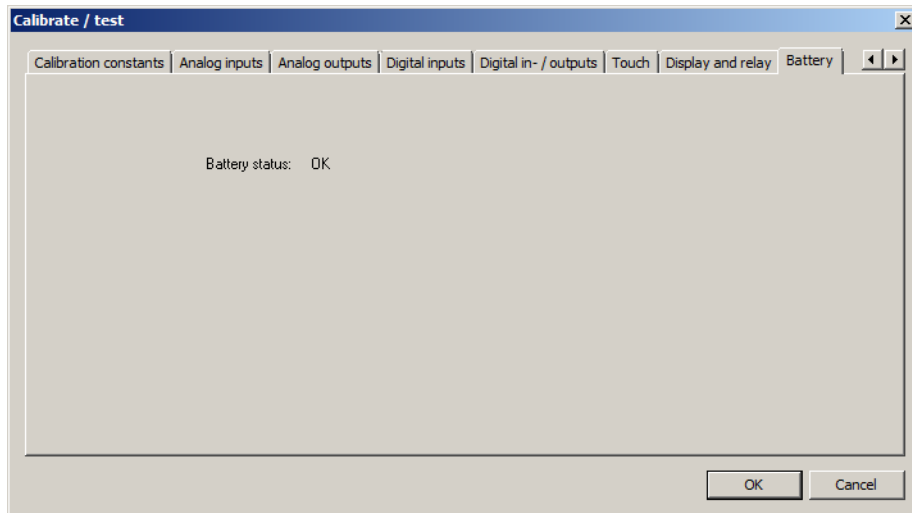 Calibrate / test
Calibration constants Analog inputs Analog outputs Digital inputs Digital in- / outputs Touch Display and relay Battery
Battery status: OK
OK Cancel